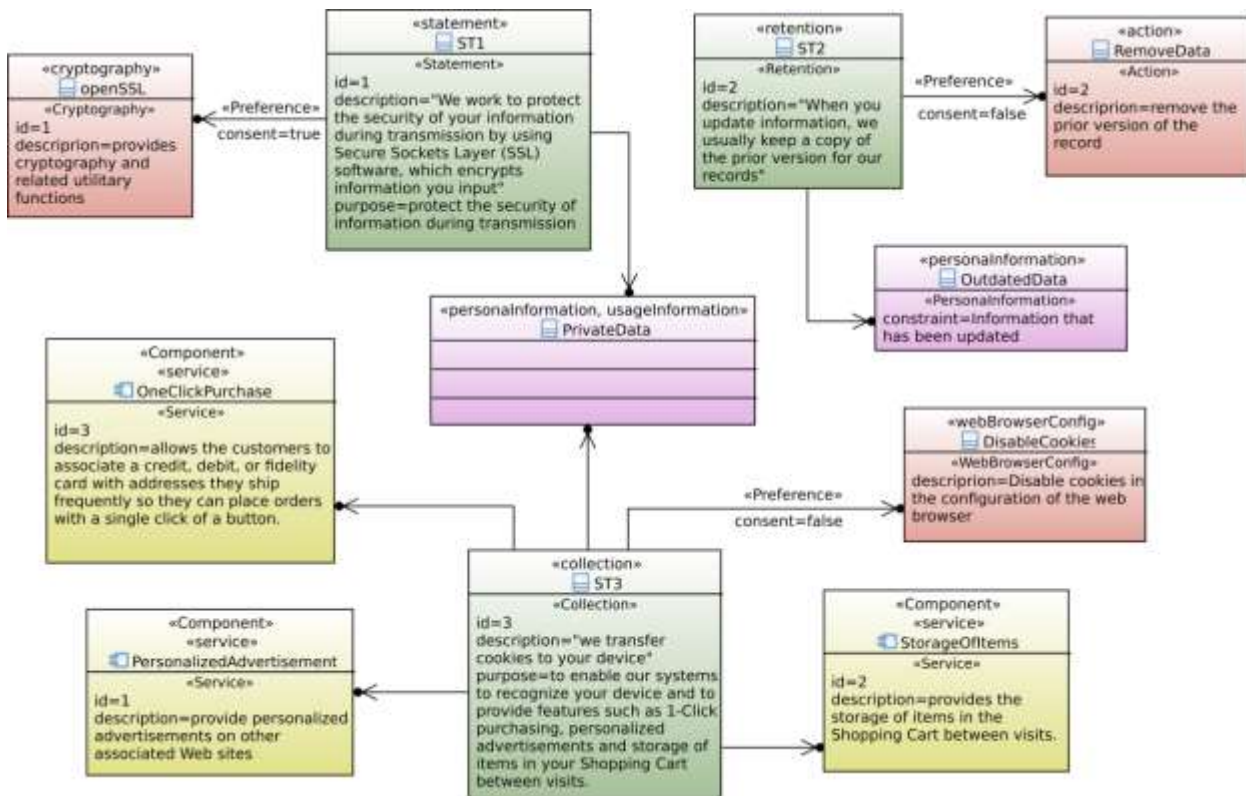 «statement»
ST1
«Statement»
id=1
description="We work to protect
the security of your information
during transmission by using
Secure Sockets Layer (SSL)
software, which encrypts
information you input"
purpose=protect the security of
information during transmission
«retention»
ST2
«Retention»
id=2
description="When you
update information, we
usually keep a copy of
the prior version for our
records"
«action»
RemoveData
«Action»
id=2
descriprion=remove the
prior version of the
record
«cryptography»
openSSL
«Cryptography»
id=1
descriprion=provides
cryptography and
related utilitary
functions
«Preference»
consent=true
«Preference»
consent=false
«personaInformation»
OutdatedData
«PersonaInformation»
constraint=Information that
has been updated
«personaInformation, usageInformation»
PrivateData
«Component»
«service»
OneClickPurchase
«Service»
id=3
description=allows the customers to
associate a credit, debit, or fidelity
card with addresses they ship
frequently so they can place orders
with a single click of a button.
«webBrowserConfig»
DisableCookies
«WebBrowserConfig»
descriprion=Disable cookies in
the configuration of the web
browser
«Preference»
consent=false
«collection»
ST3
«Collection»
id=3
description="we transfer
cookies to your device"
purpose=to enable our systems
to recognize your device and to
provide features such as 1-Click
purchasing, personalized
advertisements and storage of
items in your Shopping Cart
between visits.
«Component»
«service»
PersonalizedAdvertisement
«Service»
id=1
description=provide personalized
advertisements on other
associated Web sites
«Component»
«service»
StorageOfItems
«Service»
id=2
description=provides the
storage of items in the
Shopping Cart between visits.